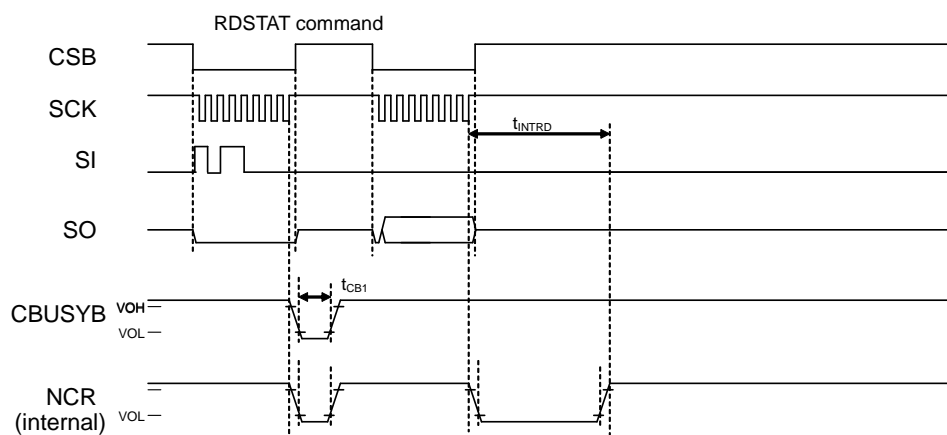 RDSTAT command
CSB
SCK
tINTRD
SI
SO
tCB1
CBUSYB
VOH
VOL
NCR
(internal)
VOL